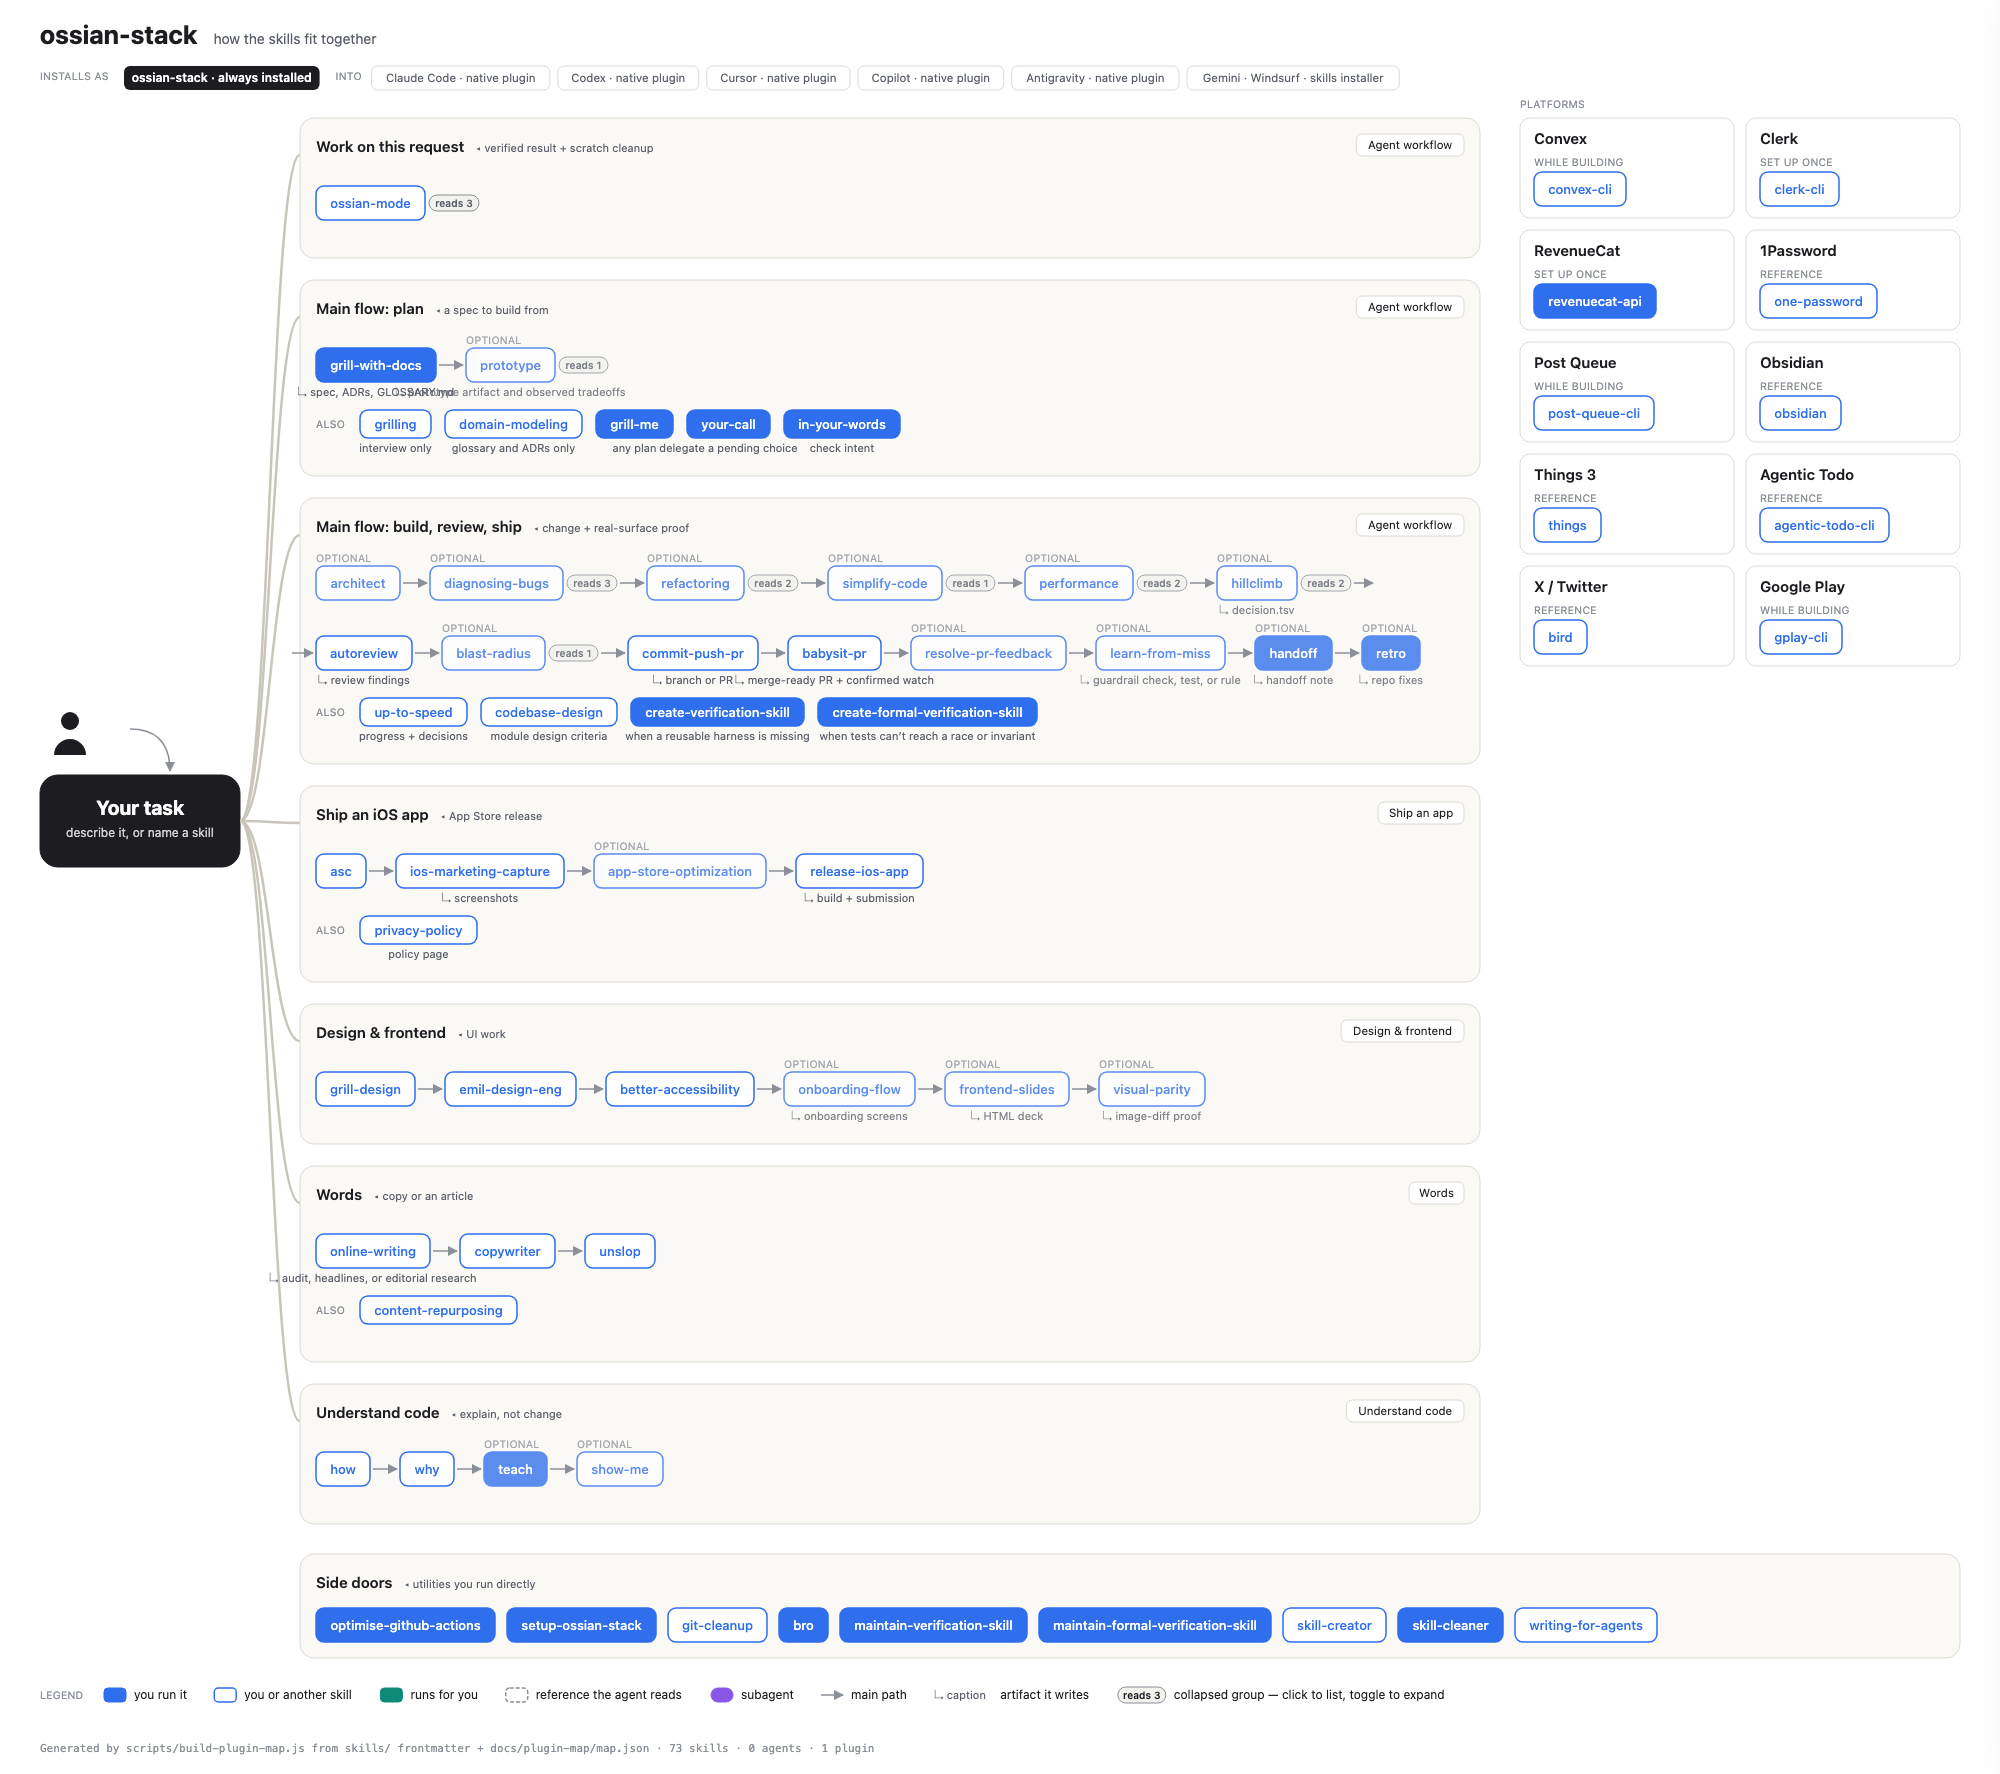 ossian-stack how the skills fit together
INSTALLS AS ossian-stack · always installed INTO Claude Code · native plugin Codex · native plugin Cursor · native plugin Copilot · native plugin Antigravity · native plugin Gemini · Windsurf · skills installer
Work on this request verified result + scratch cleanup Agent workflow
ossian-mode reads 3
Main flow: plan a spec to build from Agent workflow
OPTIONAL
grill-with-docs prototype reads 1
spec, ADRs, GLOSSARY.md prototype artifact and observed tradeoffs
ALSO grilling domain-modeling grill-me your-call in-your-words
interview only glossary and ADRs only any plan delegate a pending choice check intent
Main flow: build, review, ship change + real-surface proof Agent workflow
OPTIONAL OPTIONAL OPTIONAL OPTIONAL OPTIONAL OPTIONAL
architect diagnosing-bugs reads 3 refactoring reads 2 simplify-code reads 1 performance reads 2 hillclimb reads 2
decision.tsv
OPTIONAL OPTIONAL OPTIONAL OPTIONAL OPTIONAL
autoreview blast-radius reads 1 commit-push-pr babysit-pr resolve-pr-feedback learn-from-miss handoff retro
review findings branch or PR merge-ready PR + confirmed watch guardrail check, test, or rule handoff note repo fixes
ALSO up-to-speed codebase-design create-verification-skill create-formal-verification-skill
progress + decisions module design criteria when a reusable harness is missing when tests can't reach a race or invariant
Your task
describe it, or name a skill
Ship an iOS app App Store release Ship an app
OPTIONAL
asc ios-marketing-capture app-store-optimization release-ios-app
screenshots build + submission
ALSO privacy-policy
policy page
Design & frontend UI work Design & frontend
OPTIONAL OPTIONAL OPTIONAL
grill-design emil-design-eng better-accessibility onboarding-flow frontend-slides visual-parity
onboarding screens HTML deck image-diff proof
Words copy or an article Words
online-writing copywriter unslop
audit, headlines, or editorial research
ALSO content-repurposing
Understand code explain, not change Understand code
OPTIONAL OPTIONAL
how why teach show-me
PLATFORMS
Convex Clerk
WHILE BUILDING SET UP ONCE
convex-cli clerk-cli
RevenueCat 1Password
SET UP ONCE REFERENCE
revenuecat-api one-password
Post Queue Obsidian
WHILE BUILDING REFERENCE
post-queue-cli obsidian
Things 3 Agentic Todo
REFERENCE REFERENCE
things agentic-todo-cli
X / Twitter Google Play
REFERENCE WHILE BUILDING
bird gplay-cli
Side doors utilities you run directly
optimise-github-actions setup-ossian-stack git-cleanup bro maintain-verification-skill maintain-formal-verification-skill skill-creator skill-cleaner writing-for-agents
LEGEND you run it you or another skill runs for you reference the agent reads subagent main path caption artifact it writes reads 3 collapsed group — click to list, toggle to expand
Generated by scripts/build-plugin-map.js from skills/ frontmatter + docs/plugin-map/map.json · 73 skills · 0 agents · 1 plugin